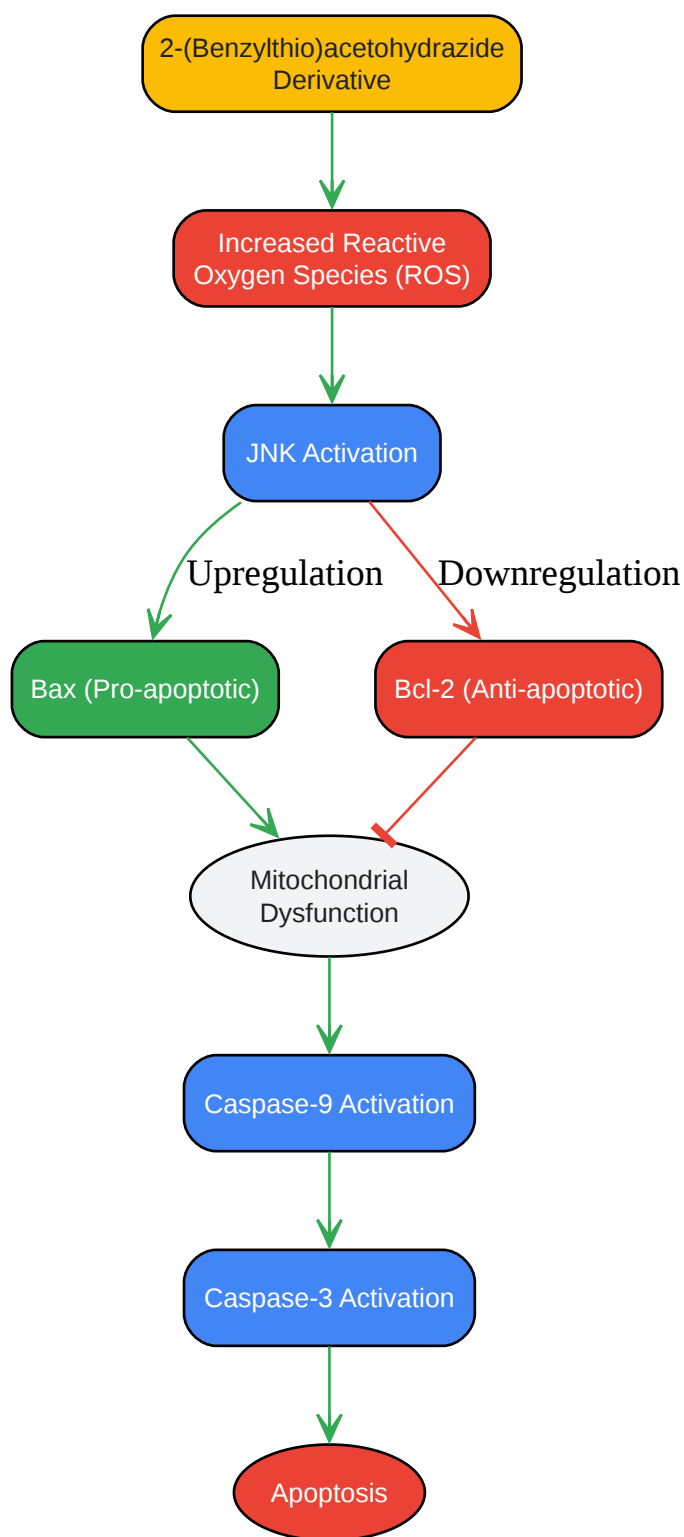 2-(Benzylthio)acetohydrazide
Derivative
Increased Reactive
Oxygen Species (ROS)
JNK Activation
Upregulation
Downregulation
Bax (Pro-apoptotic)
Bcl-2 (Anti-apoptotic)
Mitochondrial
Dysfunction
Caspase-9 Activation
Caspase-3 Activation
Apoptosis